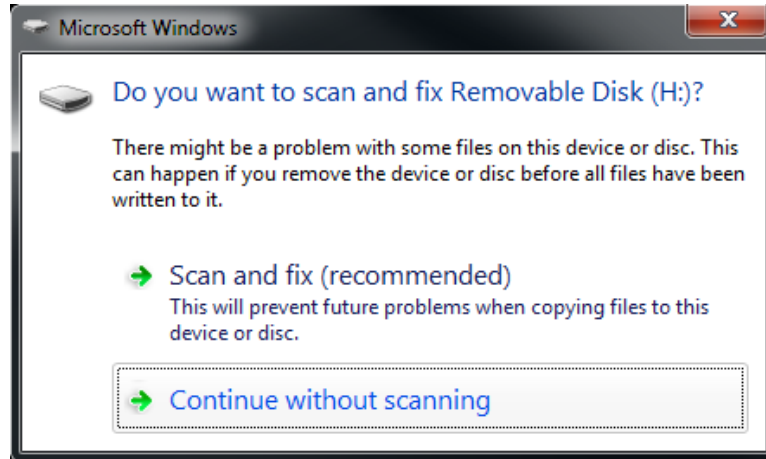 Microsoft Windows
Do you want to scan and fix Removable Disk (H:)?
There might be a problem with some files on this device or disc. This
can happen if you remove the device or disc before all files have been
written to it.
Scan and fix (recommended)
This will prevent future problems when copying files to this
device or disc.
Continue without scanning